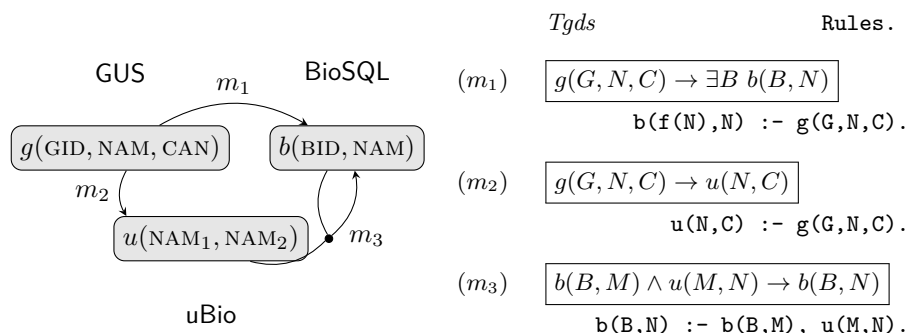 Tgds Rules.
GUS BioSQL
m₁
g(GID, NAM, CAN) b(BID, NAM)
m₂
u(NAM₁, NAM₂) m₃
uBio
(m₁) g(G, N, C) → ∃B b(B, N)
b(f(N),N) :- g(G,N,C).
(m₂) g(G, N, C) → u(N, C)
u(N,C) :- g(G,N,C).
(m₃) b(B, M) ∧ u(M, N) → b(B, N)
b(B,N) :- b(B,M), u(M,N).